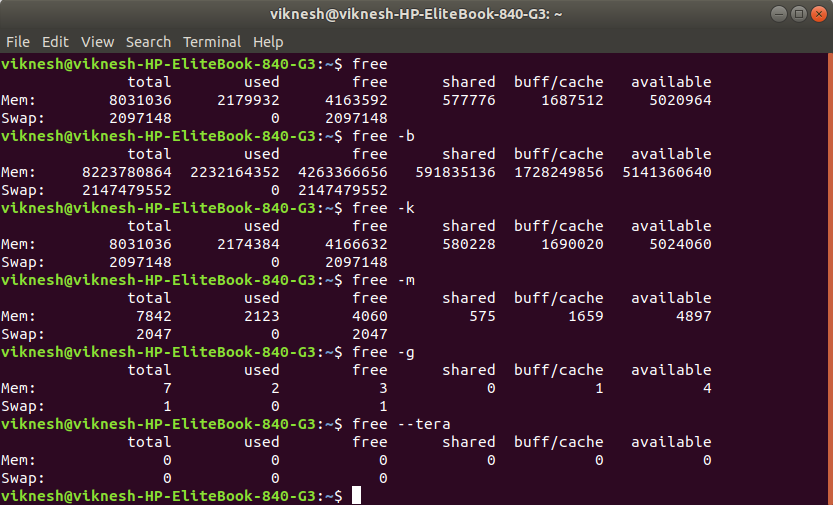 viknesh@viknesh-HP-EliteBook-840-G3: ~
File Edit View Search Terminal Help
viknesh@viknesh-HP-EliteBook-840-G3:~$ free
              total        used        free      shared  buff/cache   available
Mem:        8031036     2179932     4163592      577776     1687512     5020964
Swap:       2097148           0     2097148
viknesh@viknesh-HP-EliteBook-840-G3:~$ free -b
              total        used        free      shared  buff/cache   available
Mem:     8223780864  2232164352  4263366656   591835136  1728249856  5141360640
Swap:    2147479552           0  2147479552
viknesh@viknesh-HP-EliteBook-840-G3:~$ free -k
              total        used        free      shared  buff/cache   available
Mem:        8031036     2174384     4166632      580228     1690020     5024060
Swap:       2097148           0     2097148
viknesh@viknesh-HP-EliteBook-840-G3:~$ free -m
              total        used        free      shared  buff/cache   available
Mem:           7842        2123        4060         575        1659        4897
Swap:          2047           0        2047
viknesh@viknesh-HP-EliteBook-840-G3:~$ free -g
              total        used        free      shared  buff/cache   available
Mem:              7           2           3           0           1           4
Swap:             1           0           1
viknesh@viknesh-HP-EliteBook-840-G3:~$ free --tera
              total        used        free      shared  buff/cache   available
Mem:              0           0           0           0           0           0
Swap:             0           0           0
viknesh@viknesh-HP-EliteBook-840-G3:~$